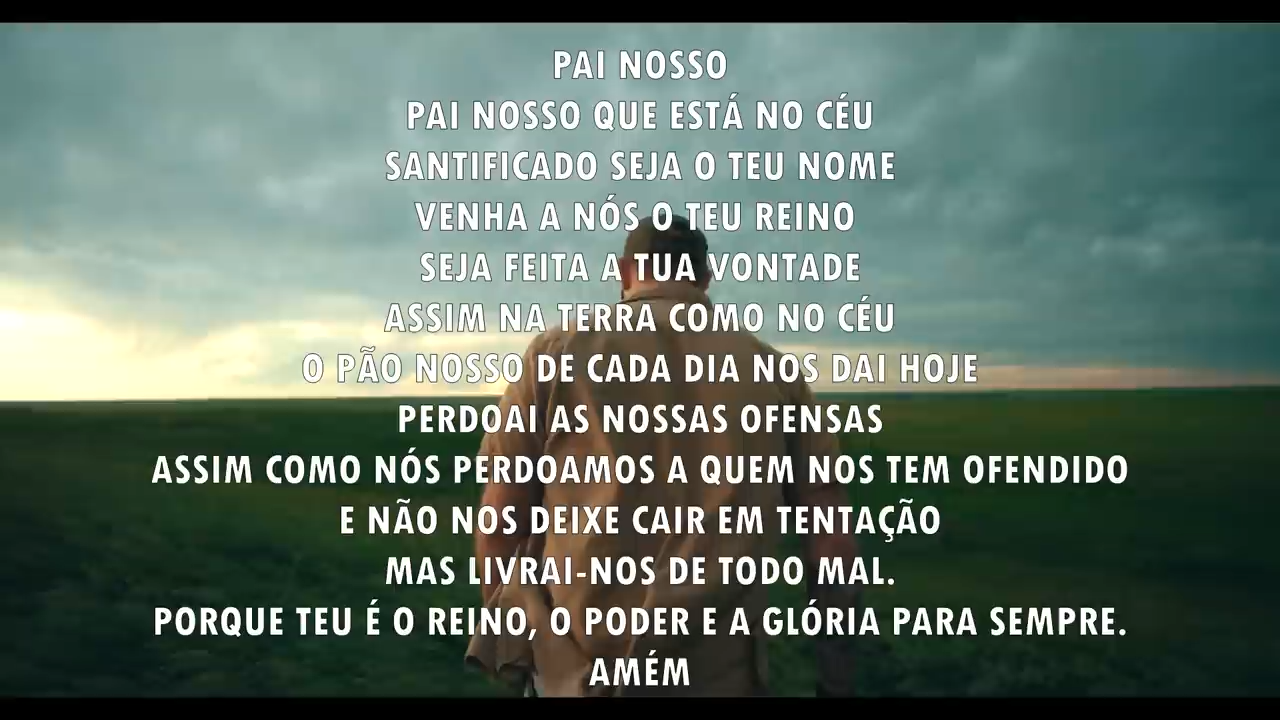 PAI NOSSO
PAI NOSSO QUE ESTÁ NO CÉU
SANTIFICADO SEJA O TEU NOME
VENHA A NÓS O TEU REINO
SEJA FEITA A TUA VONTADE
ASSIM NA TERRA COMO NO CÉU
O PÃO NOSSO DE CADA DIA NOS DAI HOJE
PERDOAI AS NOSSAS OFENSAS
ASSIM COMO NÓS PERDOAMOS A QUEM NOS TEM OFENDIDO
E NÃO NOS DEIXE CAIR EM TENTAÇÃO
MAS LIVRAI-NOS DE TODO MAL.
PORQUE TEU É O REINO, O PODER E A GLÓRIA PARA SEMPRE.
AMÉM